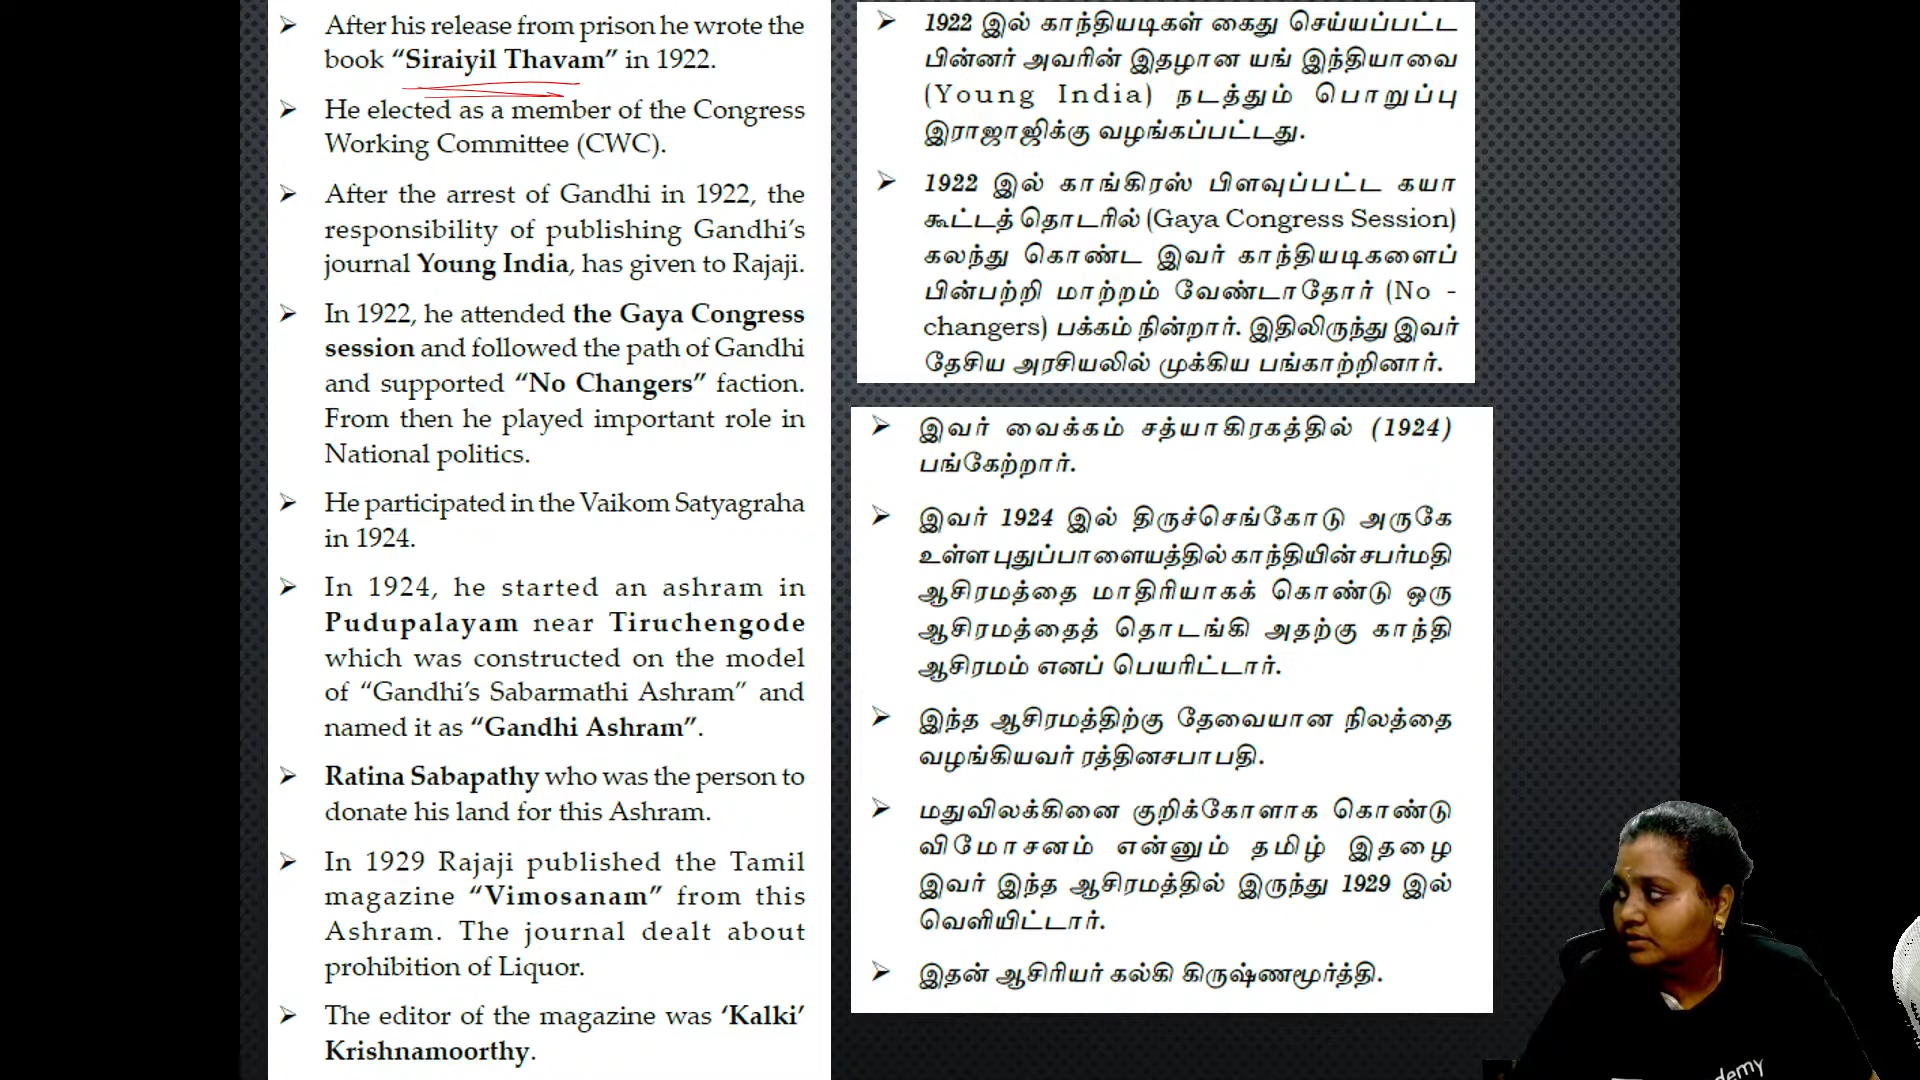 ➢ After his release from prison he wrote the
book “Siraiyil Thavam” in 1922.
➢ He elected as a member of the Congress
Working Committee (CWC).
➢ After the arrest of Gandhi in 1922, the
responsibility of publishing Gandhi’s
journal Young India, has given to Rajaji.
➢ In 1922, he attended the Gaya Congress
session and followed the path of Gandhi
and supported “No Changers” faction.
From then he played important role in
National politics.
➢ He participated in the Vaikom Satyagraha
in 1924.
➢ In 1924, he started an ashram in
Pudupalayam near Tiruchengode
which was constructed on the model
of “Gandhi’s Sabarmathi Ashram” and
named it as “Gandhi Ashram”.
➢ Ratina Sabapathy who was the person to
donate his land for this Ashram.
➢ In 1929 Rajaji published the Tamil
magazine “Vimosanam” from this
Ashram. The journal dealt about
prohibition of Liquor.
➢ The editor of the magazine was ‘Kalki’
Krishnamoorthy.
➢ 1922 இல் காந்தியடிகள் கைது செய்யப்பட்ட
பின்னர் அவரின் இதழான யங் இந்தியாவை
(Young India) நடத்தும் பொறுப்பு
இராஜாஜிக்கு வழங்கப்பட்டது.
➢ 1922 இல் காங்கிரஸ் பிளவுப்பட்ட கயா
கூட்டத் தொடரில் (Gaya Congress Session)
கலந்து கொண்ட இவர் காந்தியடிகளைப்
பின்பற்றி மாற்றம் வேண்டாதோர் (No -
changers) பக்கம் நின்றார். இதிலிருந்து இவர்
தேசிய அரசியலில் முக்கிய பங்காற்றினார்.
➢ இவர் வைக்கம் சத்யாகிரகத்தில் (1924)
பங்கேற்றார்.
➢ இவர் 1924 இல் திருச்செங்கோடு அருகே
உள்ள புதுப்பாளையத்தில் காந்தியின் சபர்மதி
ஆசிரமத்தை மாதிரியாகக் கொண்டு ஒரு
ஆசிரமத்தைத் தொடங்கி அதற்கு காந்தி
ஆசிரமம் எனப் பெயரிட்டார்.
➢ இந்த ஆசிரமத்திற்கு தேவையான நிலத்தை
வழங்கியவர் ரத்தினசபாபதி.
➢ மதுவிலக்கினை குறிக்கோளாக கொண்டு
விமோசனம் என்னும் தமிழ் இதழை
இவர் இந்த ஆசிரமத்தில் இருந்து 1929 இல்
வெளியிட்டார்.
➢ இதன் ஆசிரியர் கல்கி கிருஷ்ணமூர்த்தி.